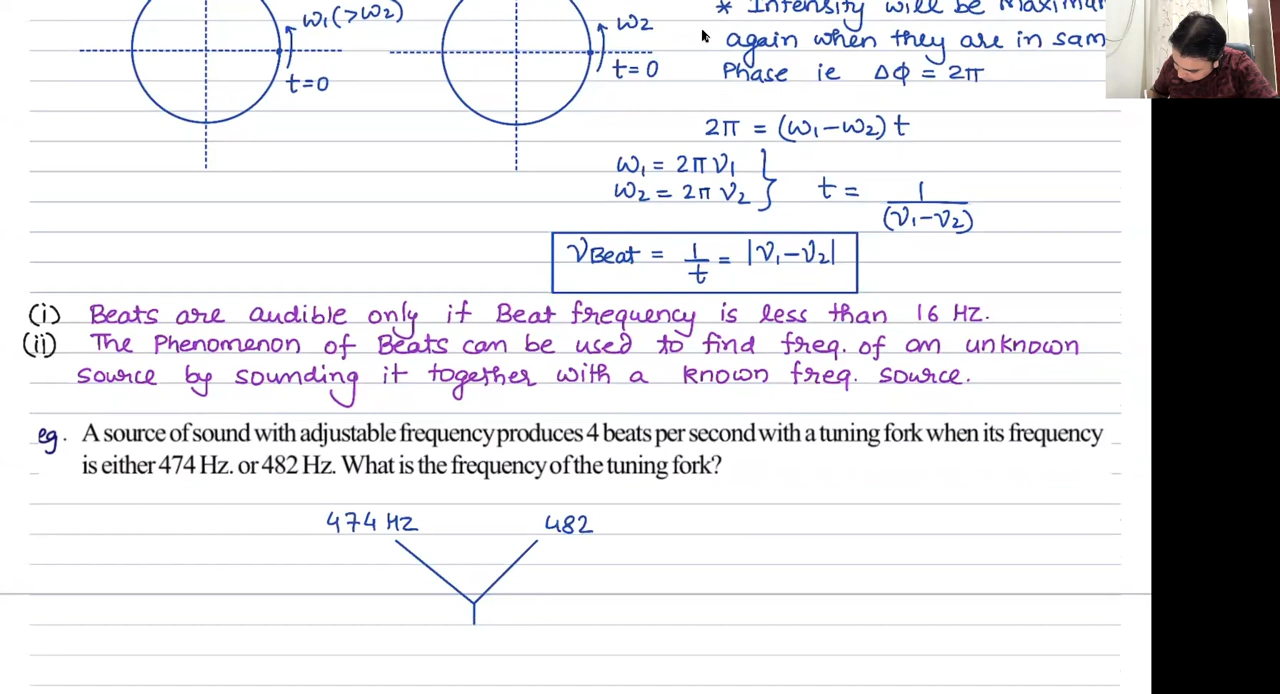 ω₁(>ω₂)
t=0
ω₂
t=0
* Intensity will be
again when they are in
Phase ie ΔΦ = 2π
2π = (ω₁-ω₂)t
ω₁ = 2πν₁
ω₂ = 2πν₂
t = 1/(ν₁-ν₂)
νBeat = 1/t = |ν₁-ν₂|
(i) Beats are audible only if Beat frequency is less than 16 Hz.
(ii) The Phenomenon of Beats can be used to find freq. of an unknown
source by sounding it together with a known freq. source.
eg. A source of sound with adjustable frequency produces 4 beats per second with a tuning fork when its frequency
is either 474 Hz. or 482 Hz. What is the frequency of the tuning fork?
474 Hz 482